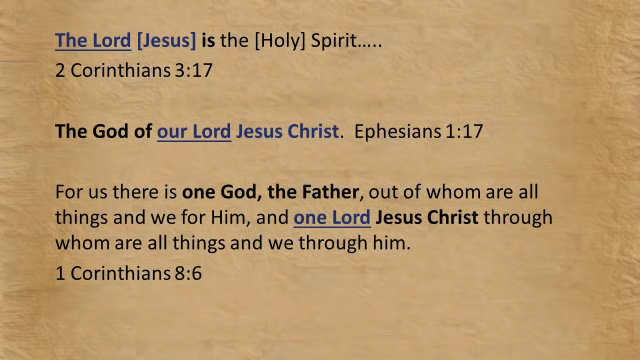 The Lord [Jesus] is the [Holy] Spirit…..
2 Corinthians 3:17
The God of our Lord Jesus Christ.  Ephesians 1:17
For us there is one God, the Father, out of whom are all
things and we for Him, and one Lord Jesus Christ through
whom are all things and we through him.
1 Corinthians 8:6